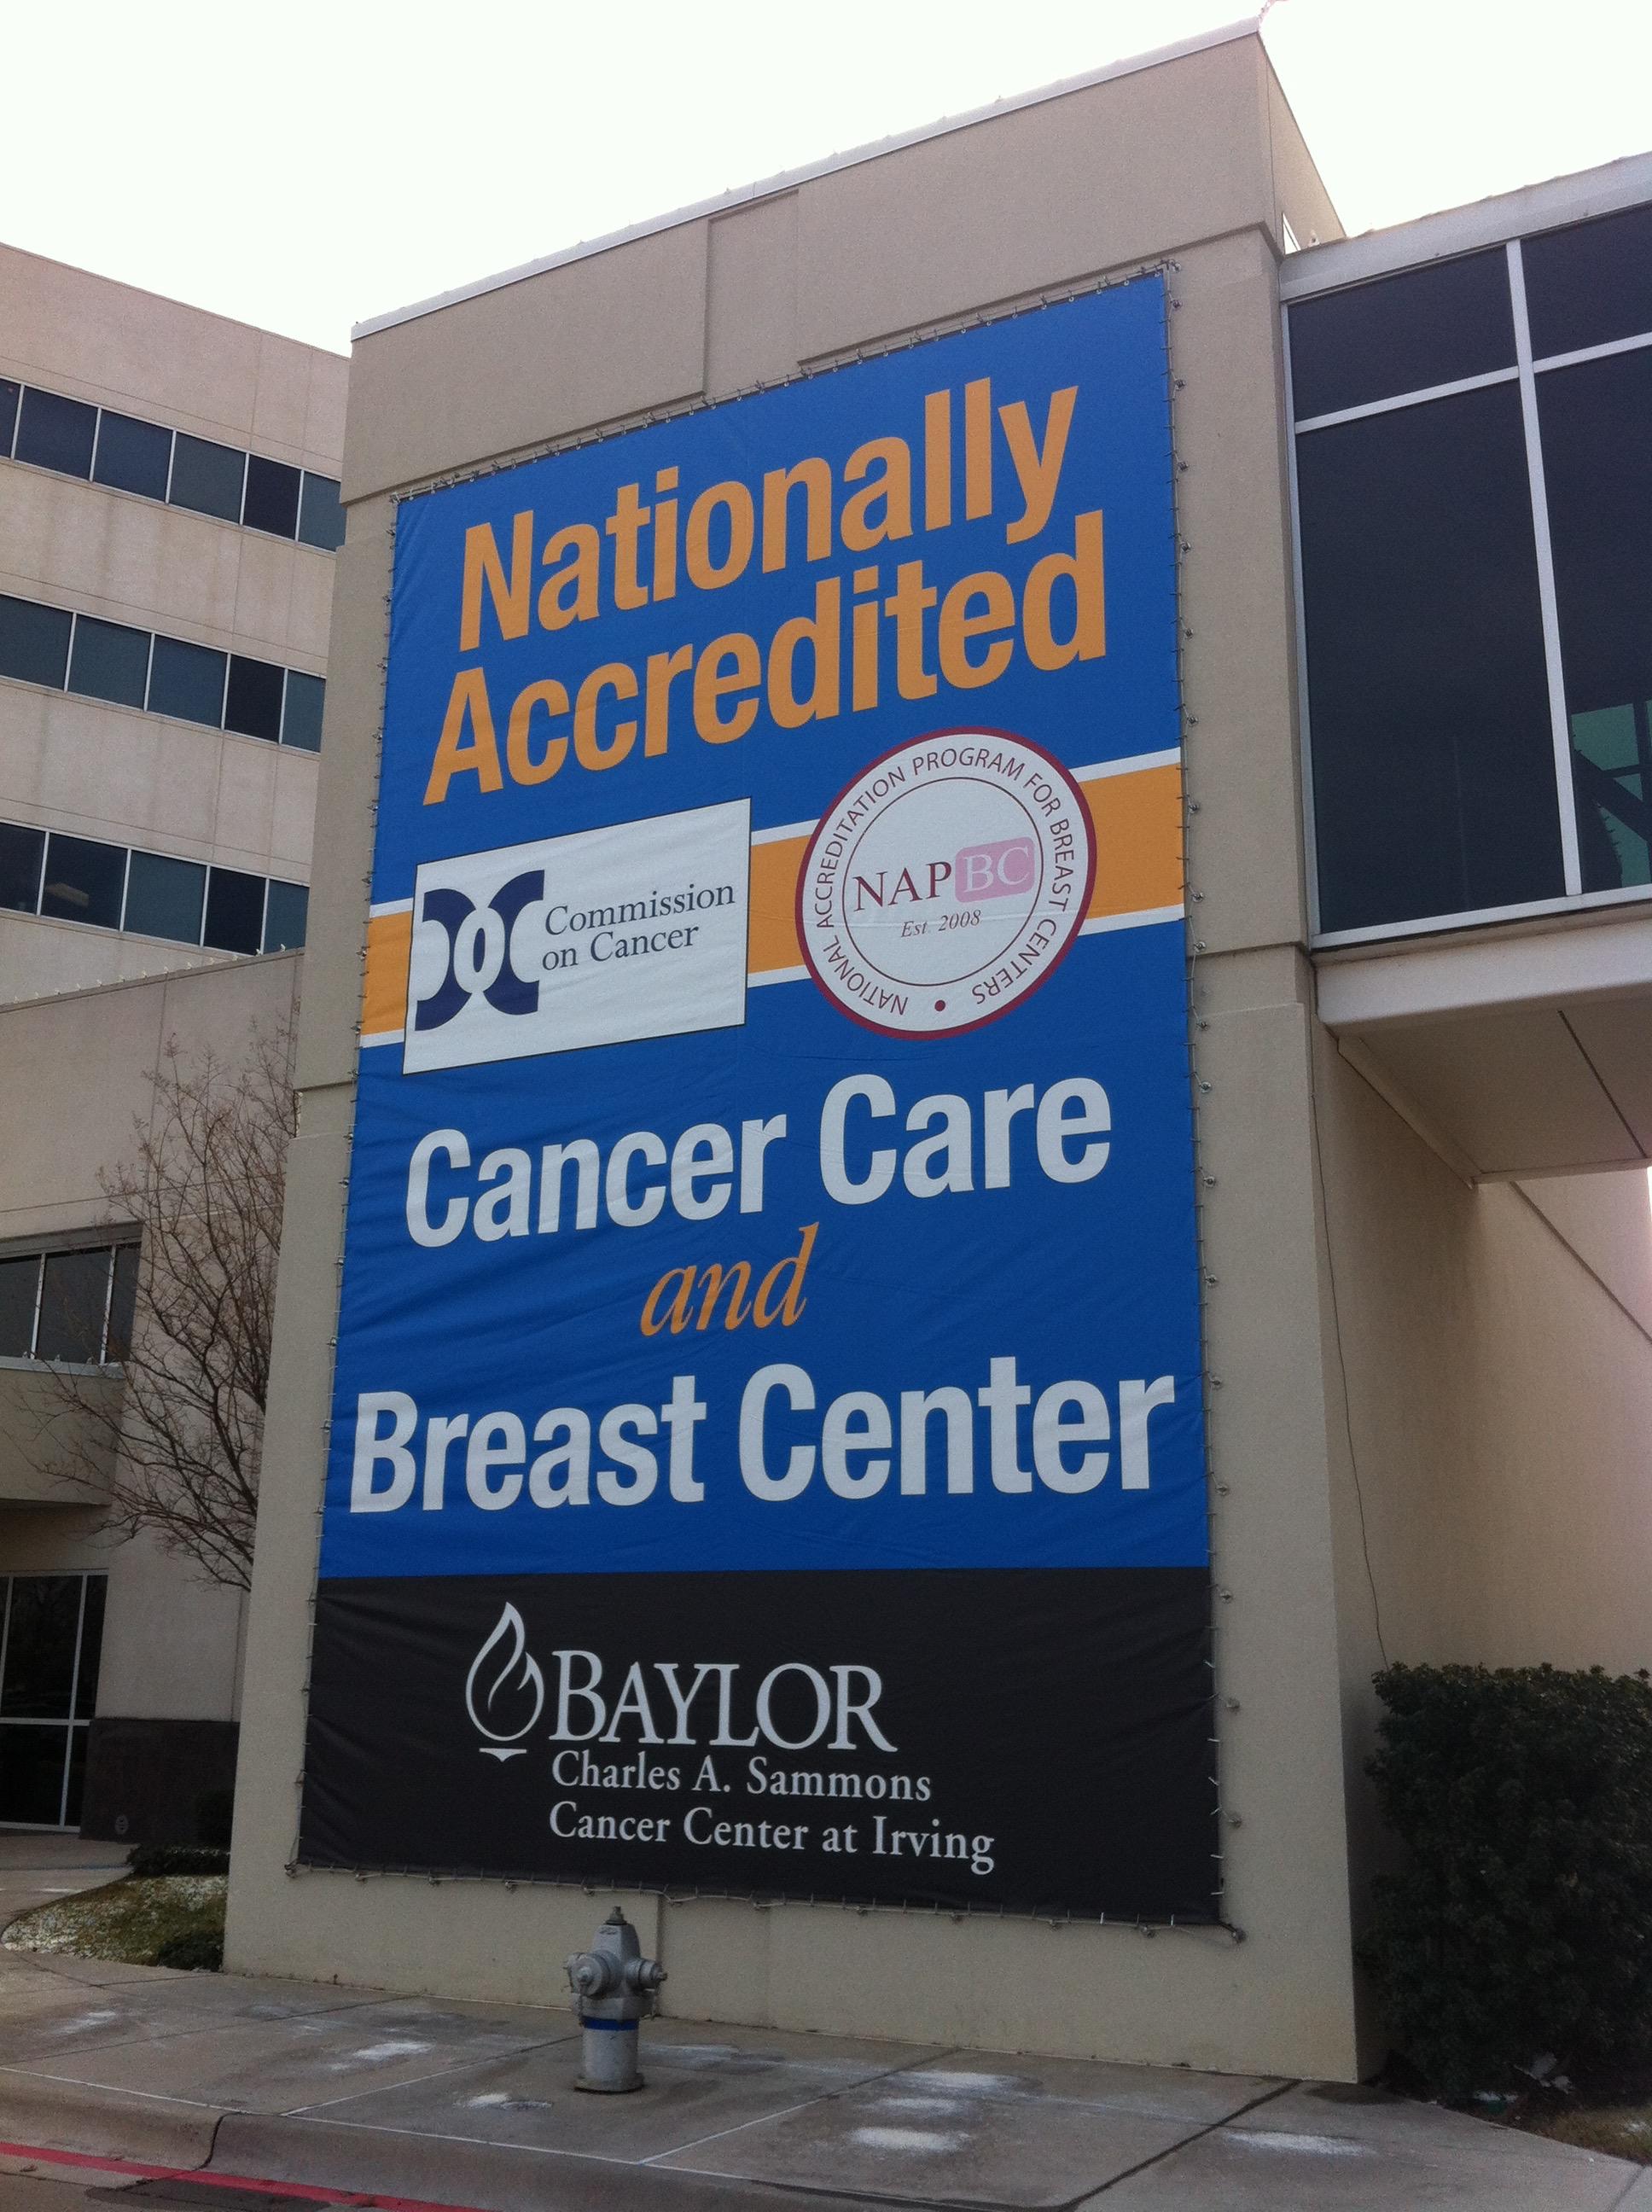 Nationally
Accredited
Commission
on Cancer
NATIONAL ACCREDITATION PROGRAM FOR BREAST CENTERS •
NAPBC
Est 2008
Cancer Care
and
Breast Center
BAYLOR
Charles A. Sammons
Cancer Center at Irving